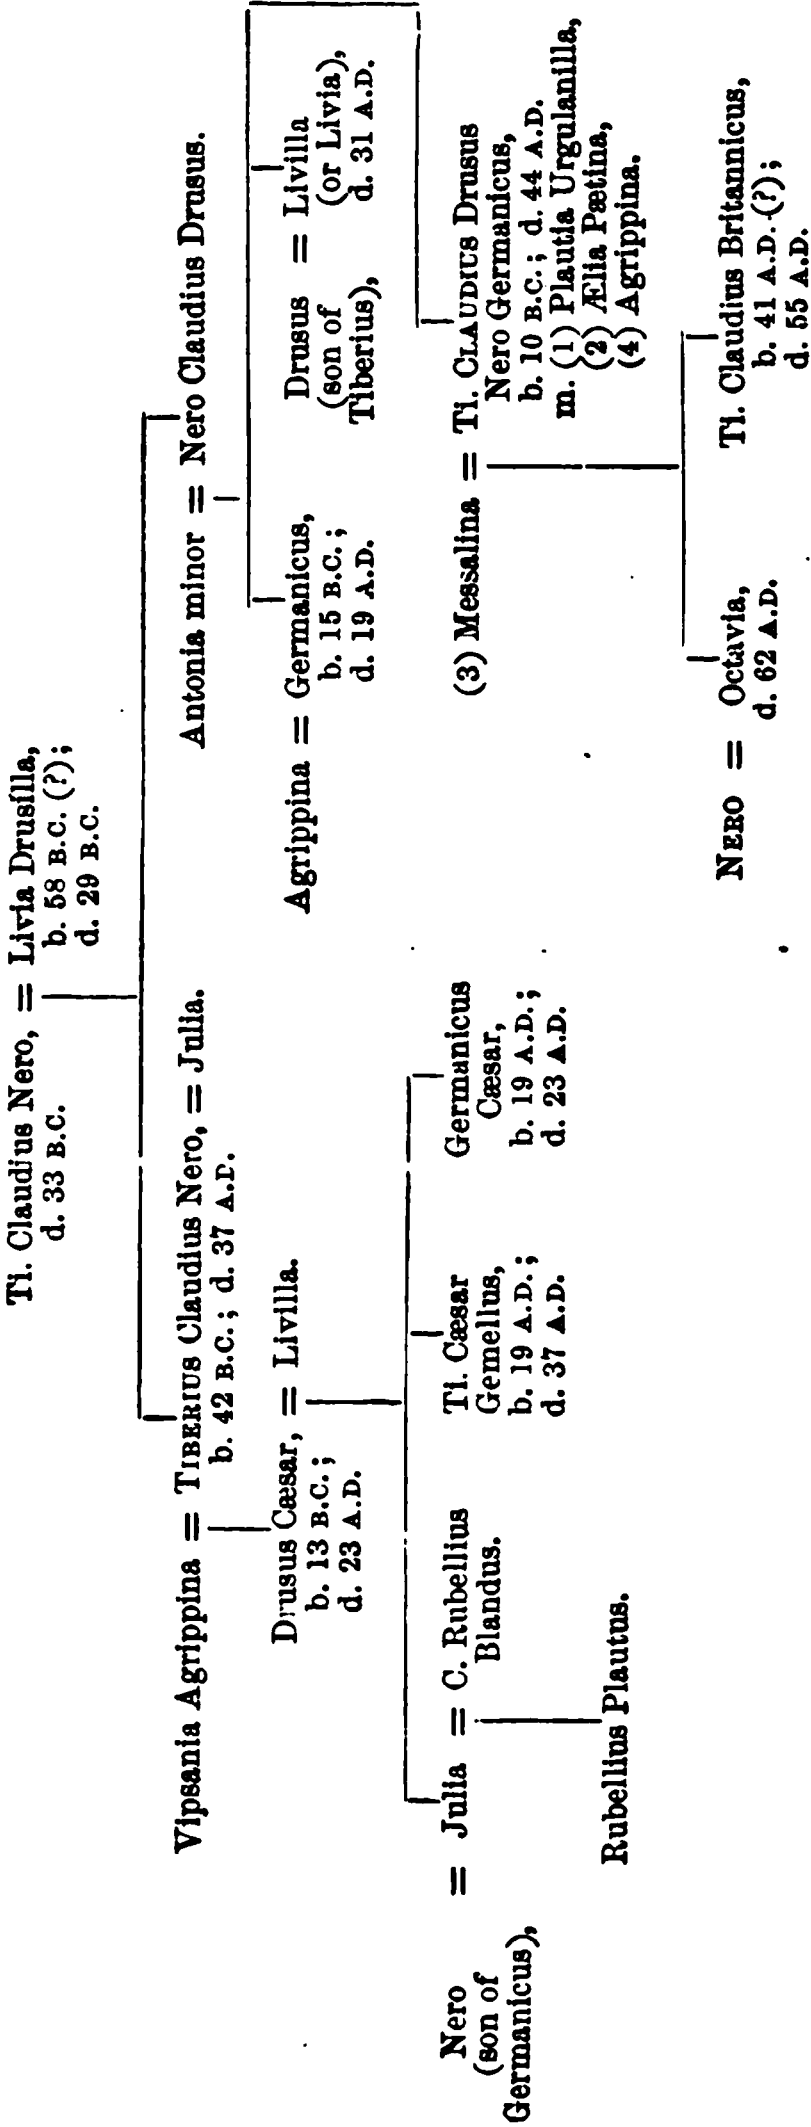 Ti. Claudius Nero, = Livia Drusilla,
d. 33 B.C.
b. 58 B.C. (?);
d. 29 B.C.
Vipsania Agrippina = TIBERIUS Claudius Nero, = Julia.
b. 42 B.C.; d. 37 A.D.
Antonia minor = Nero Claudius Drusus.
Drusus Cæsar, = Livilla.
b. 13 B.C.;
d. 23 A.D.
Agrippina = Germanicus,
b. 15 B.C.;
d. 19 A.D.
Drusus = Livilla
(son of
Tiberius),
(or Livia),
d. 31 A.D.
Nero
(son of
Germanicus),
= Julia = C. Rubellius
Blandus.
Ti. Cæsar
Gemellus,
b. 19 A.D.;
d. 37 A.D.
Germanicus
Cæsar,
b. 19 A.D.;
d. 23 A.D.
(3) Messalina = Ti. CLAUDIUS Drusus
Nero Germanicus,
b. 10 B.C.; d. 44 A.D.
m. (1) Plautia Urgulanilla,
(2) Ælia Pætina,
(4) Agrippina.
Rubellius Plautus.
NERO = Octavia,
d. 62 A.D.
Ti. Claudius Britannicus,
b. 41 A.D. (?);
d. 55 A.D.